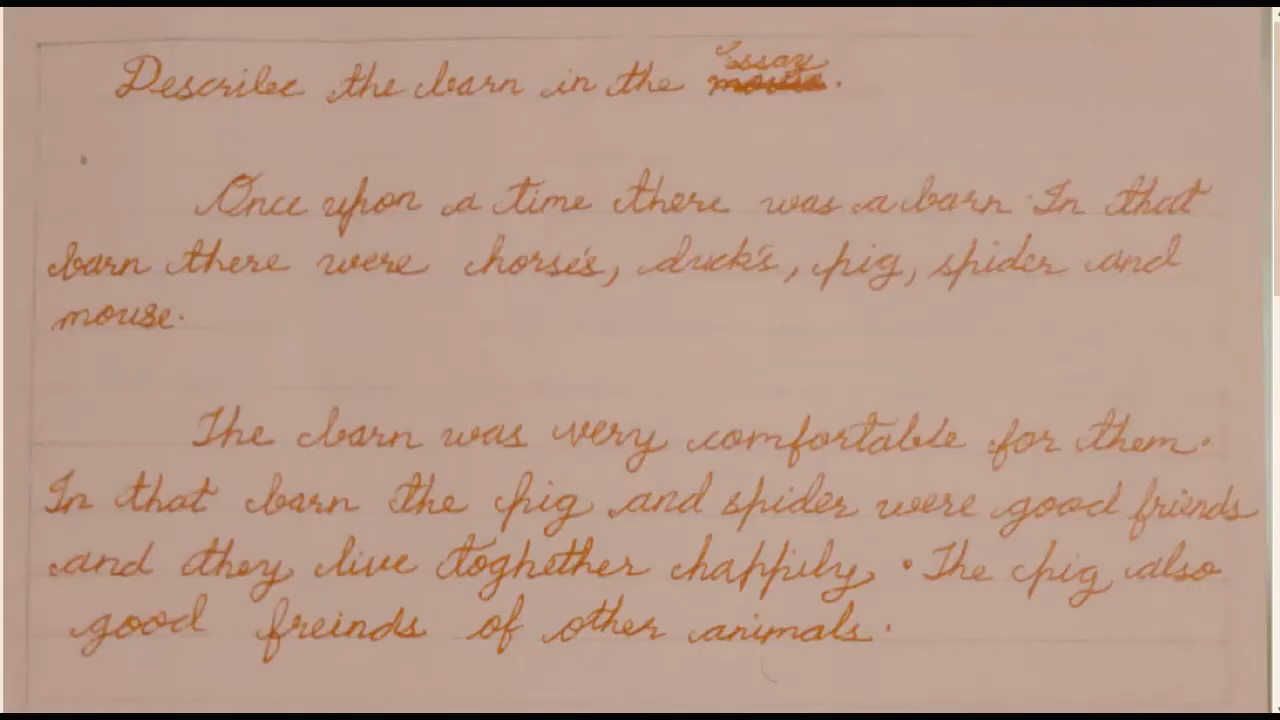 Describe the barn in the Essay.
Once upon a time there was a barn. In that
barn there were horse's, duck's, pig, spider and
mouse.
The barn was very comfortable for them.
In that barn the pig and spider were good friends
and they live toghether happily. The pig also
good freinds of other animals.